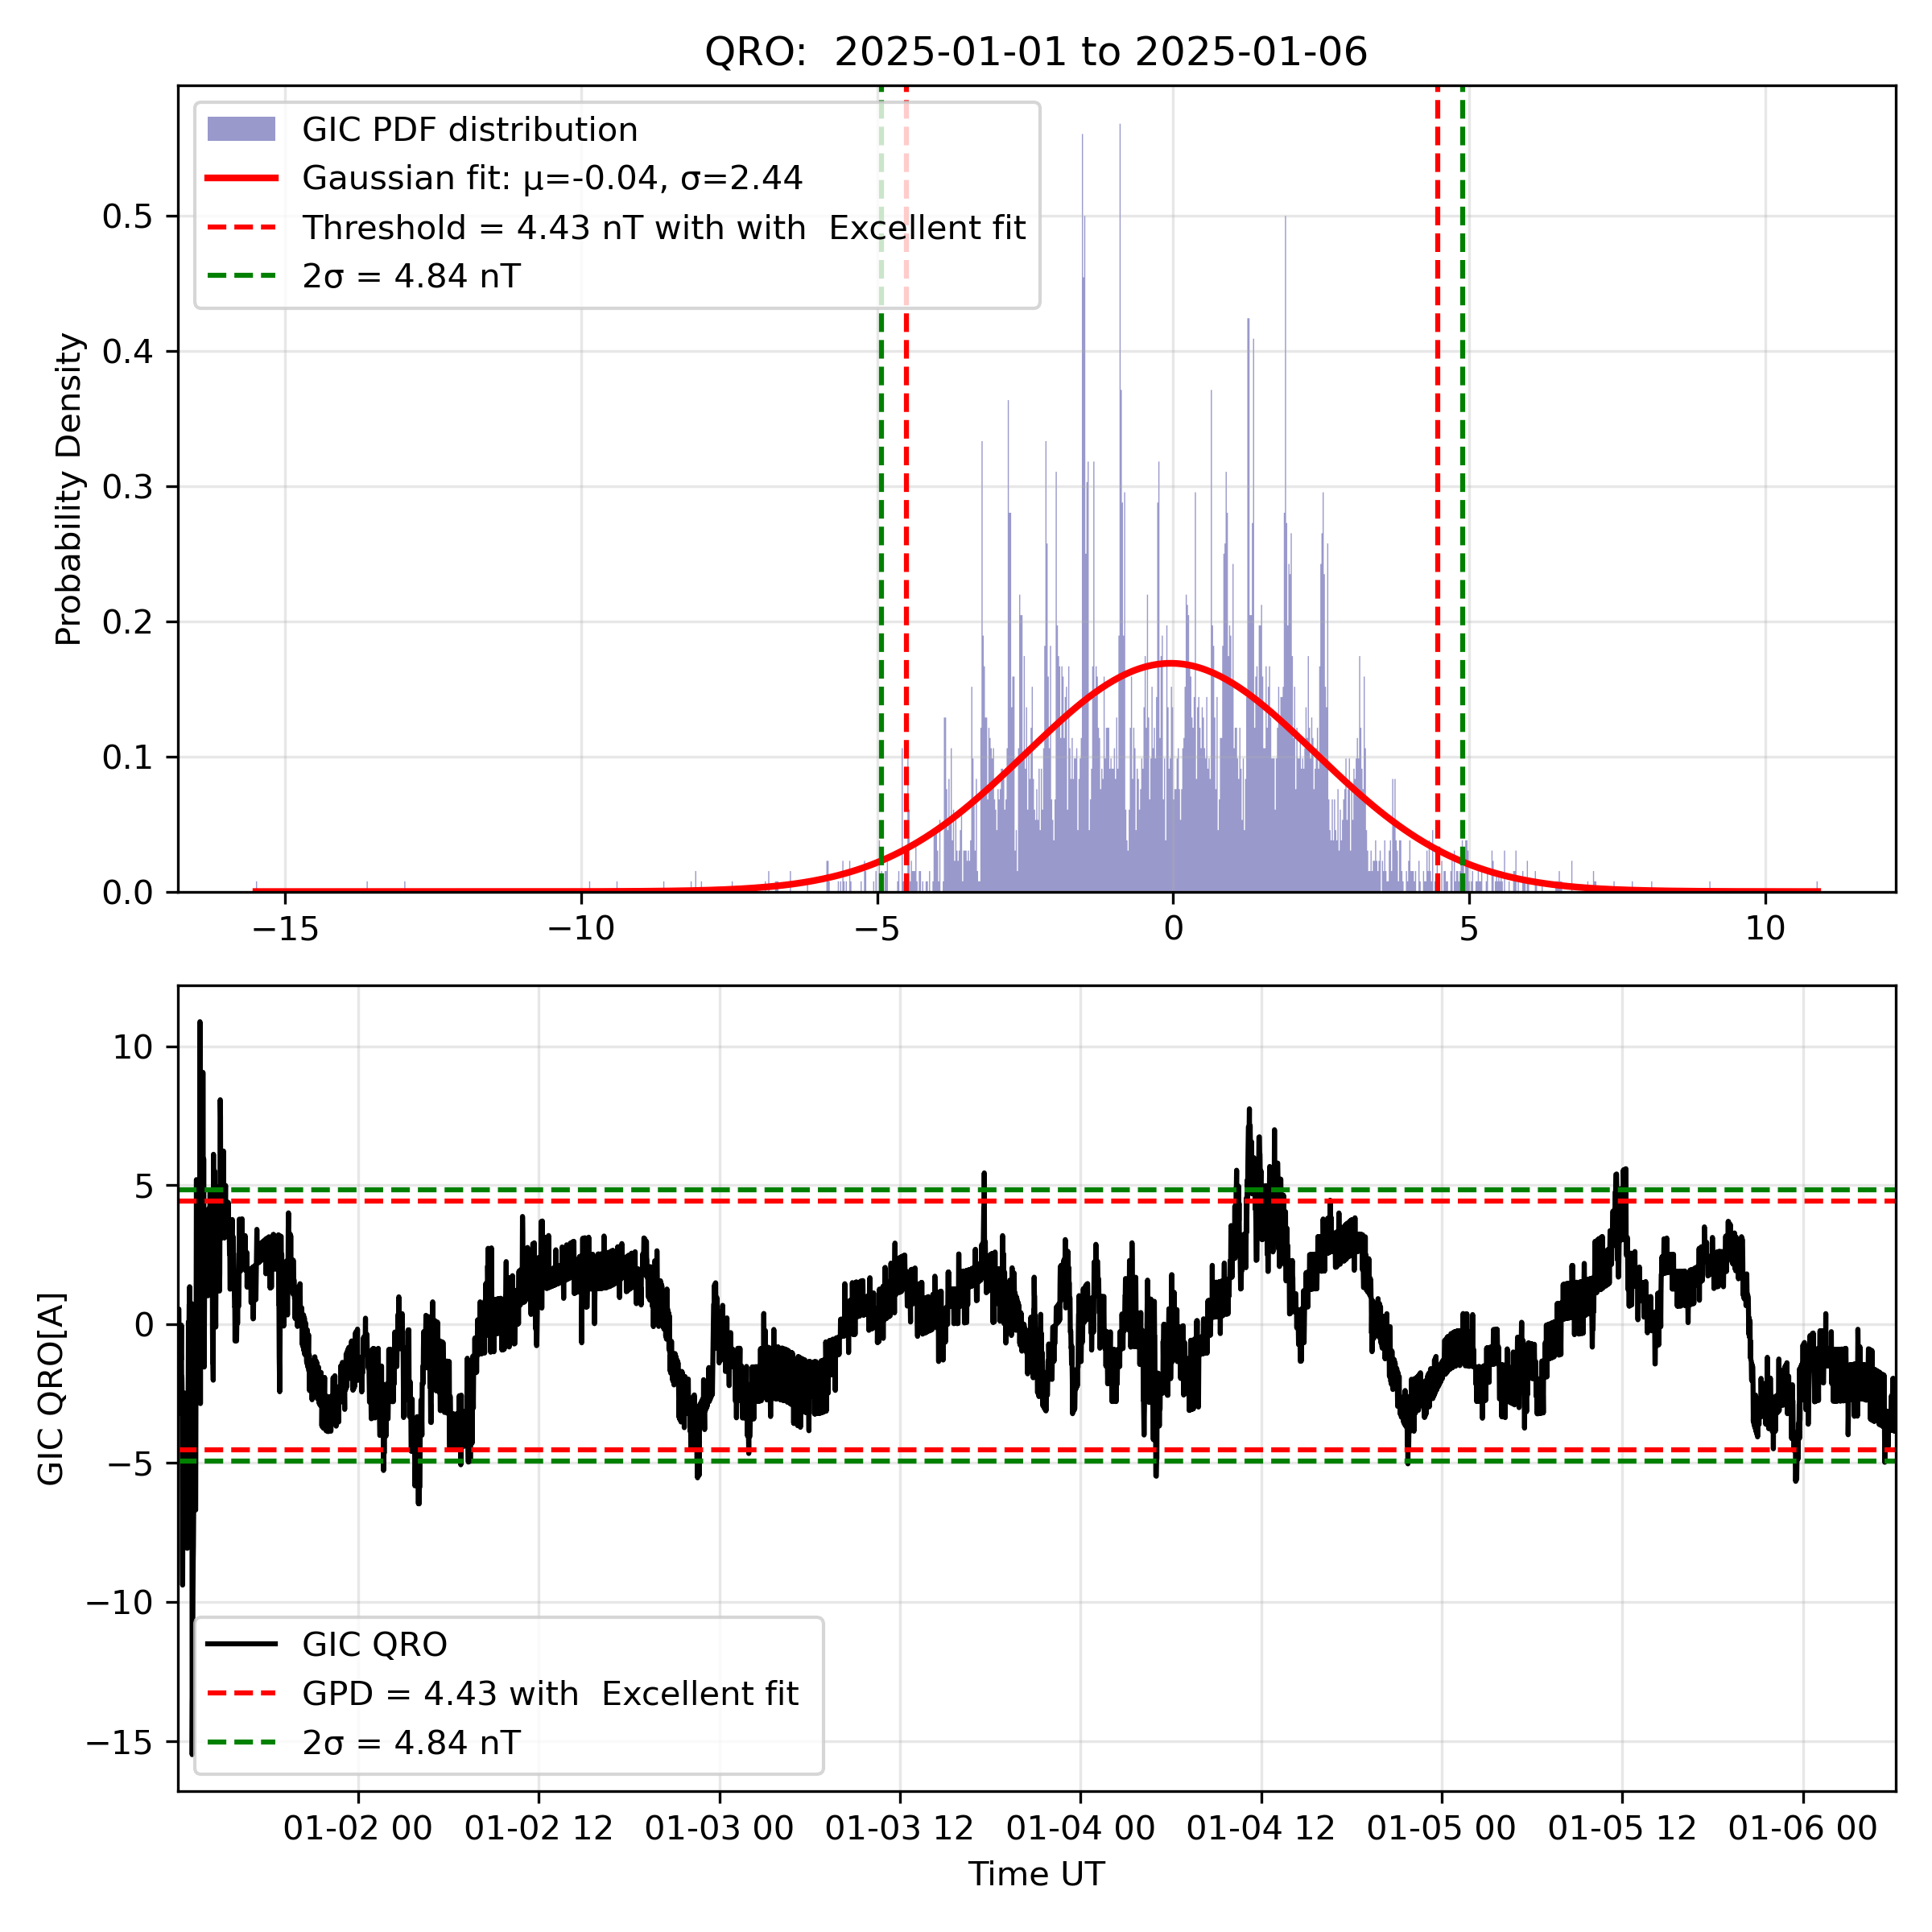 QRO:  2025-01-01 to 2025-01-06
GIC PDF distribution
Gaussian fit: μ=-0.04, σ=2.44
Threshold = 4.43 nT with with  Excellent fit
2σ = 4.84 nT
Probability Density
0.5
0.4
0.3
0.2
0.1
0.0
−15 −10 −5 0 5 10
GIC QRO[A]
10
5
0
−5
−10
−15
GIC QRO
GPD = 4.43 with  Excellent fit
2σ = 4.84 nT
01-02 00 01-02 12 01-03 00 01-03 12 01-04 00 01-04 12 01-05 00 01-05 12 01-06 00
Time UT